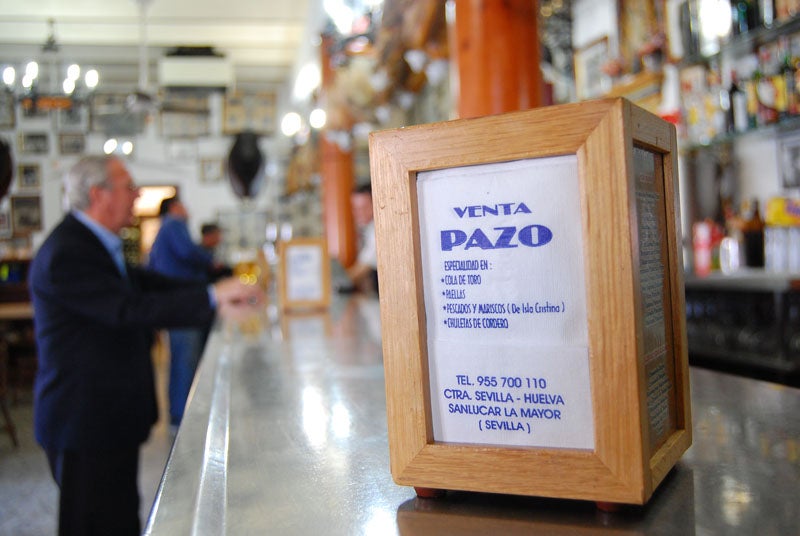 VENTA
PAZO
ESPECIALIDAD EN :
*COLA DE TORO
*PAELLAS
*PESCADOS Y MARISCOS ( De Isla Cristina )
*CHULETAS DE CORDERO
TEL. 955 700 110
CTRA. SEVILLA - HUELVA
SANLUCAR LA MAYOR
( SEVILLA )